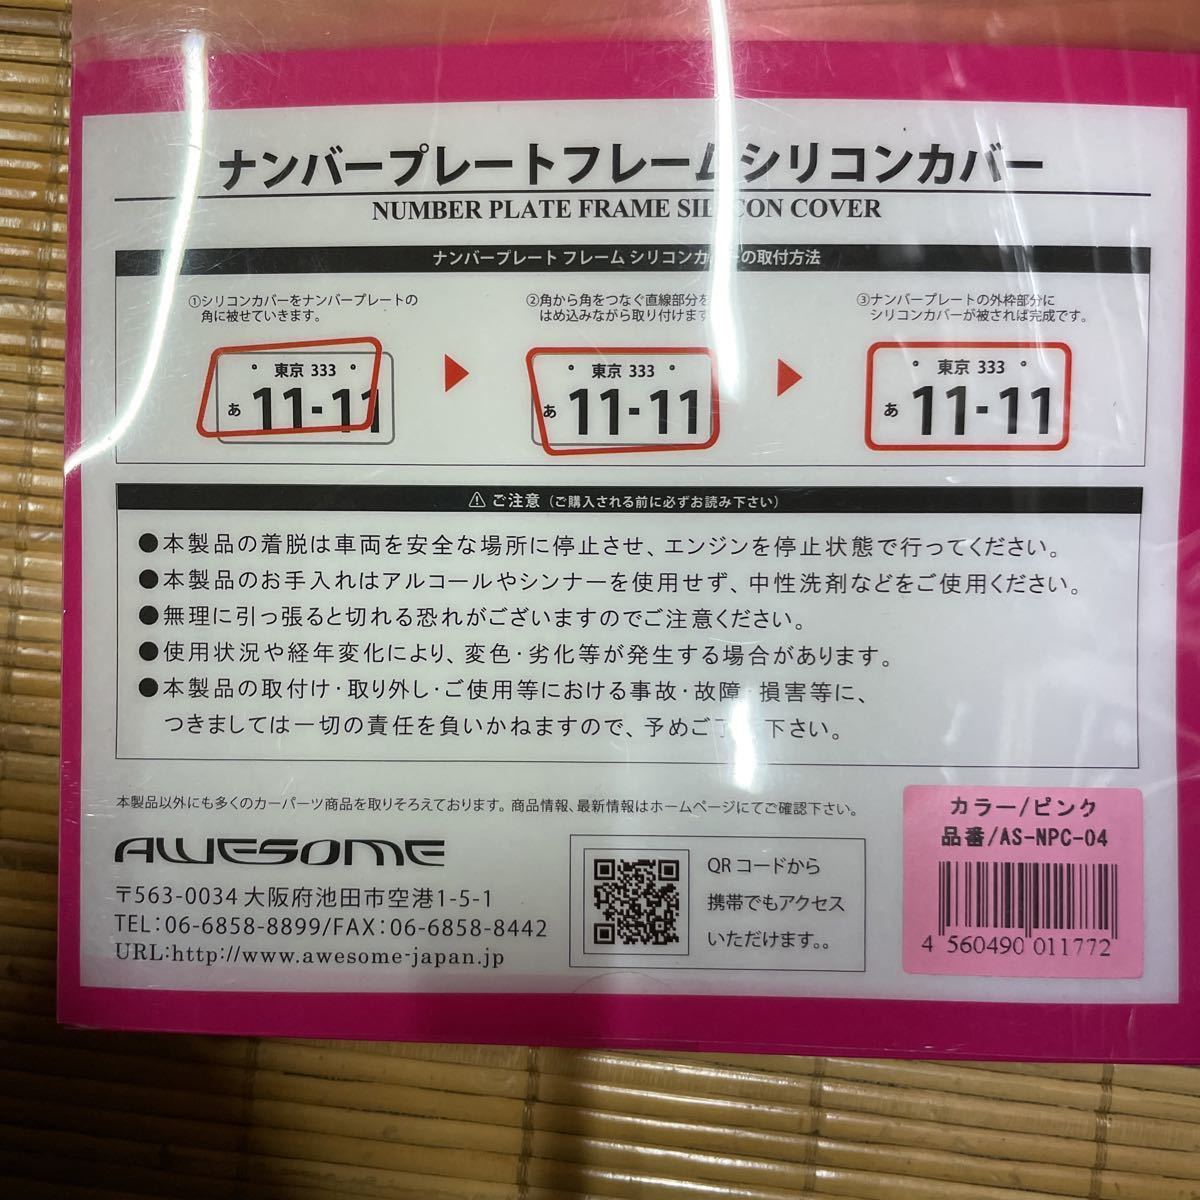 ナンバープレートフレームシリコンカバー
NUMBER PLATE FRAME SILICON COVER
ナンバープレート フレーム シリコンカバーの取付方法
①シリコンカバーをナンバープレートの
角に被せていきます。
②角から角をつなぐ直線部分を
はめ込みながら取り付けます
③ナンバープレートの外枠部分に
シリコンカバーが被されば完成です。
東京 333
あ 11-11
東京 333
あ 11-11
東京 333
あ 11-11
⚠ ご注意（ご購入される前に必ずお読み下さい）
●本製品の着脱は車両を安全な場所に停止させ、エンジンを停止状態で行ってください。
●本製品のお手入れはアルコールやシンナーを使用せず、中性洗剤などをご使用ください。
●無理に引っ張ると切れる恐れがございますのでご注意ください。
●使用状況や経年変化により、変色・劣化等が発生する場合があります。
●本製品の取付け・取り外し・ご使用等における事故・故障・損害等に、
つきましては一切の責任を負いかねますので、予めご了承下さい。
本製品以外にも多くのカーパーツ商品を取りそろえております。商品情報、最新情報はホームページにてご確認下さい。
AWESOME
〒563-0034 大阪府池田市空港1-5-1
TEL:06-6858-8899/FAX:06-6858-8442
URL:http://www.awesome-japan.jp
QRコードから
携帯でもアクセス
いただけます。。
カラー/ピンク
品番/AS-NPC-04
4 560490 011772